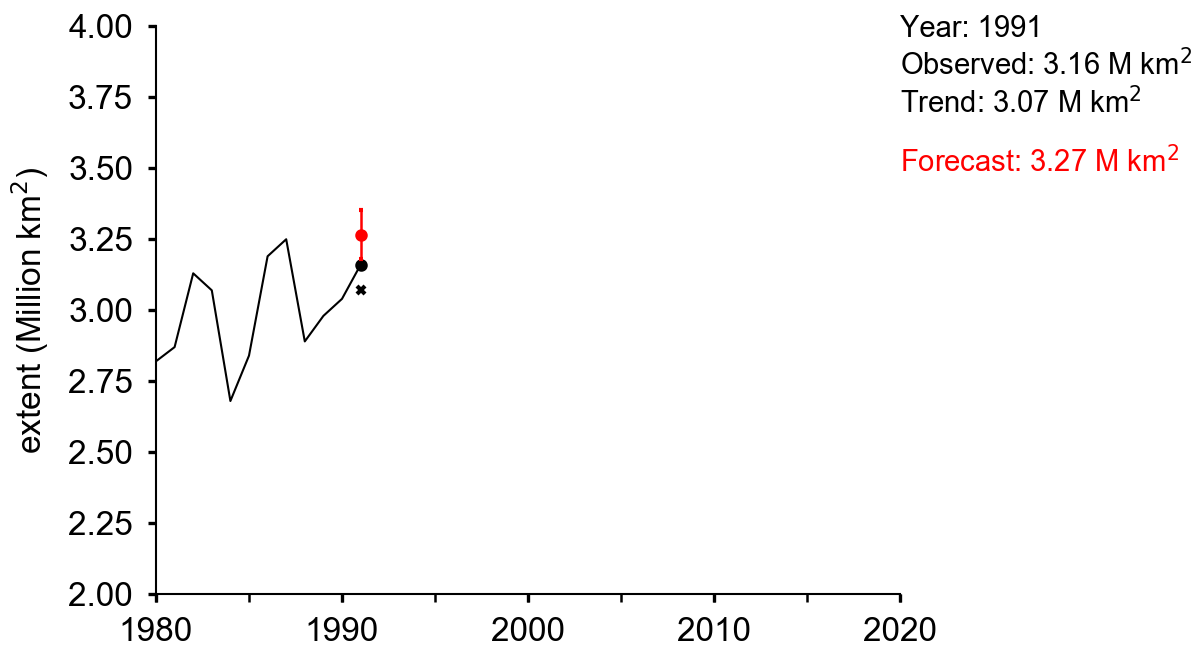 4.00
3.75
3.50
3.25
3.00
2.75
2.50
2.25
2.00
1980
1990
2000
2010
2020
extent (Million km²)
Year: 1991
Observed: 3.16 M km²
Trend: 3.07 M km²
Forecast: 3.27 M km²